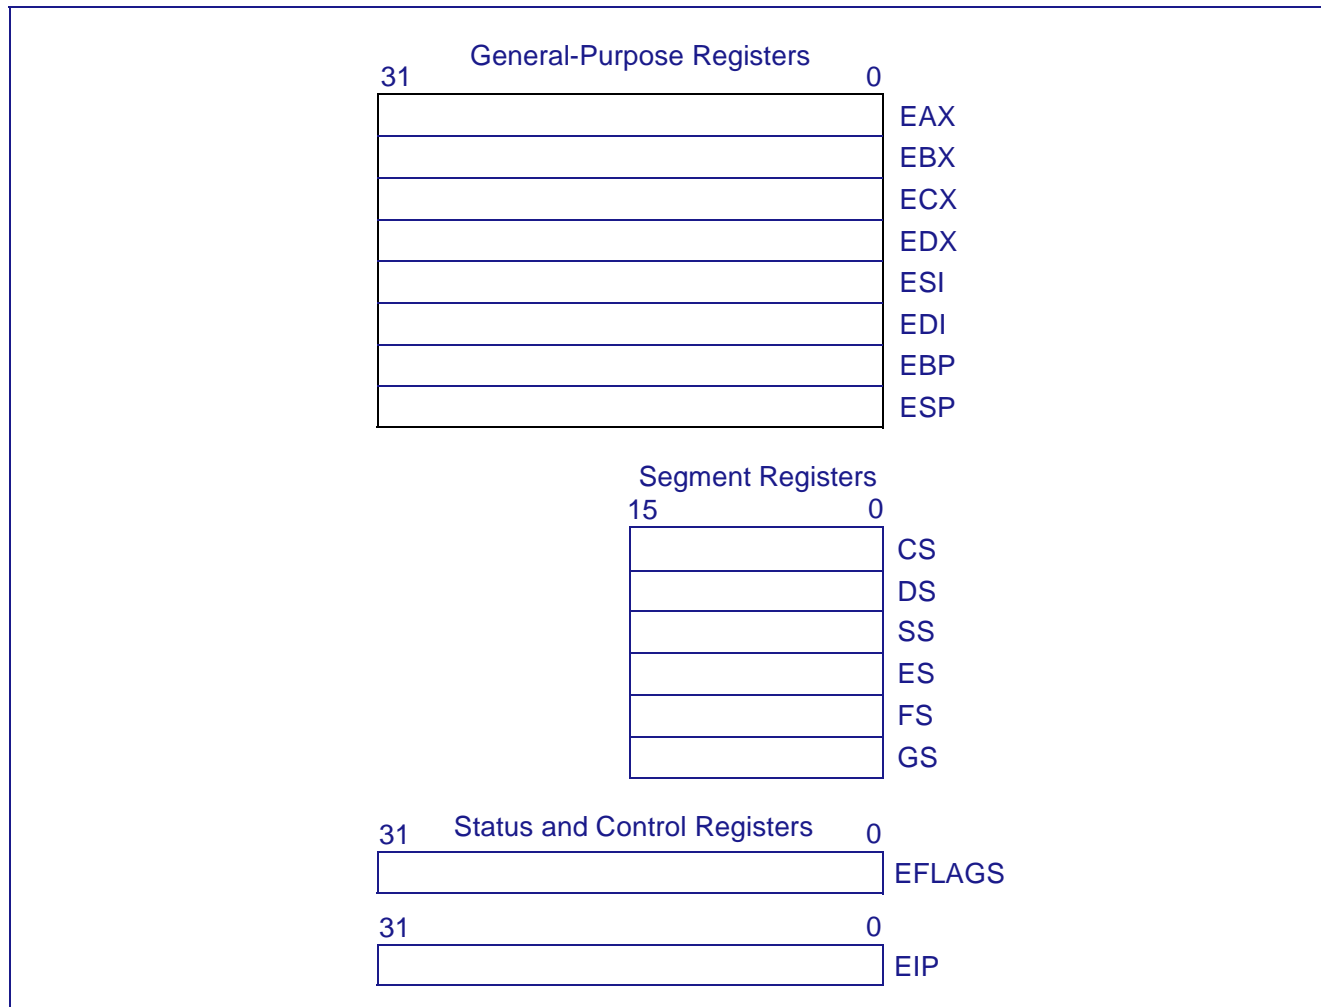 General-Purpose Registers
31 0
EAX
EBX
ECX
EDX
ESI
EDI
EBP
ESP
Segment Registers
15 0
CS
DS
SS
ES
FS
GS
31 Status and Control Registers 0
EFLAGS
31 0
EIP